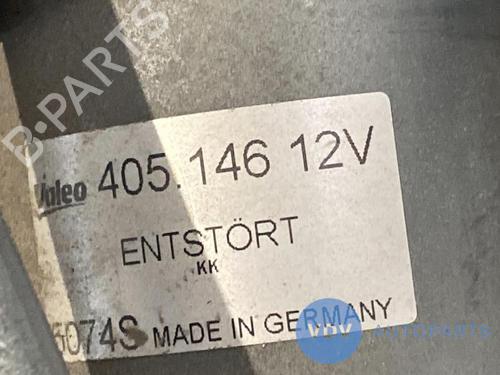 B-PARTS
Valeo 405.146 12V
ENTSTÖRT
KK
6074S MADE IN GERMANY
VDV AUTOPARTS